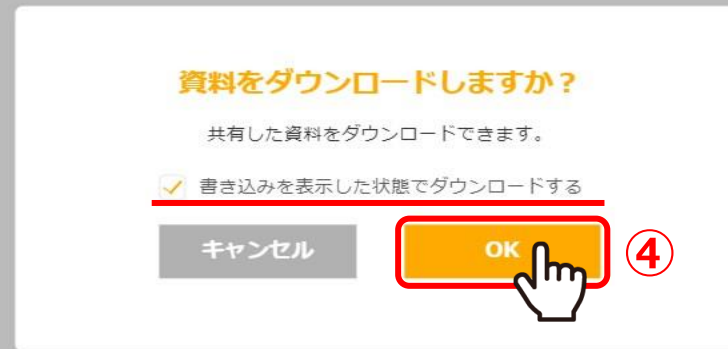 資料をダウンロードしますか？
共有した資料をダウンロードできます。
書き込みを表示した状態でダウンロードする
キャンセル OK ④